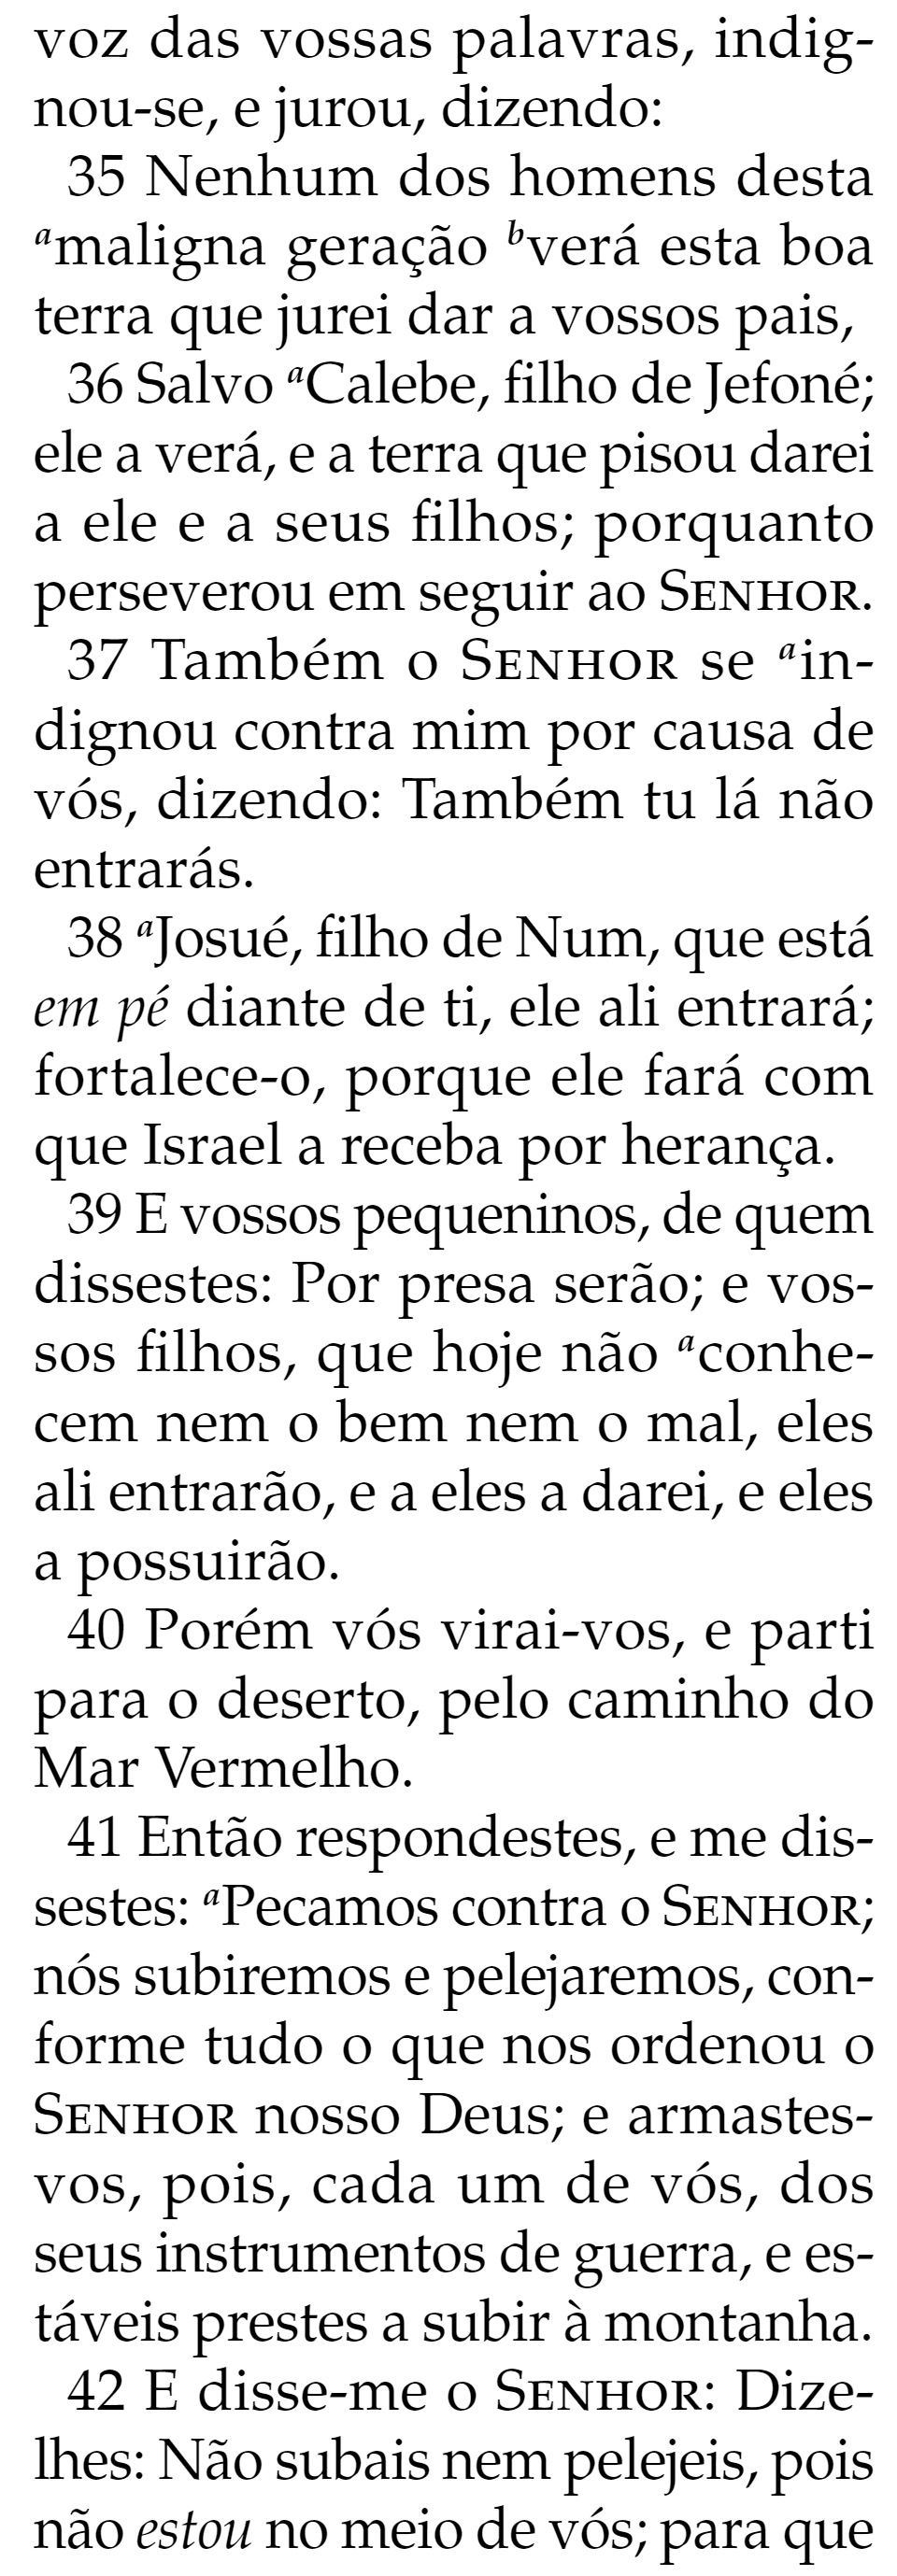 voz das vossas palavras, indig-
nou-se, e jurou, dizendo:
35 Nenhum dos homens desta
ᵃmaligna geração ᵇverá esta boa
terra que jurei dar a vossos pais,
36 Salvo ᵃCalebe, filho de Jefoné;
ele a verá, e a terra que pisou darei
a ele e a seus filhos; porquanto
perseverou em seguir ao SENHOR.
37 Também o SENHOR se ᵃin-
dignou contra mim por causa de
vós, dizendo: Também tu lá não
entrarás.
38 ᵃJosué, filho de Num, que está
em pé diante de ti, ele ali entrará;
fortalece-o, porque ele fará com
que Israel a receba por herança.
39 E vossos pequeninos, de quem
dissestes: Por presa serão; e vos-
sos filhos, que hoje não ᵃconhe-
cem nem o bem nem o mal, eles
ali entrarão, e a eles a darei, e eles
a possuirão.
40 Porém vós virai-vos, e parti
para o deserto, pelo caminho do
Mar Vermelho.
41 Então respondestes, e me dis-
sestes: ᵃPecamos contra o SENHOR;
nós subiremos e pelejaremos, con-
forme tudo o que nos ordenou o
SENHOR nosso Deus; e armastes-
vos, pois, cada um de vós, dos
seus instrumentos de guerra, e es-
táveis prestes a subir à montanha.
42 E disse-me o SENHOR: Dize-
lhes: Não subais nem pelejeis, pois
não estou no meio de vós; para que